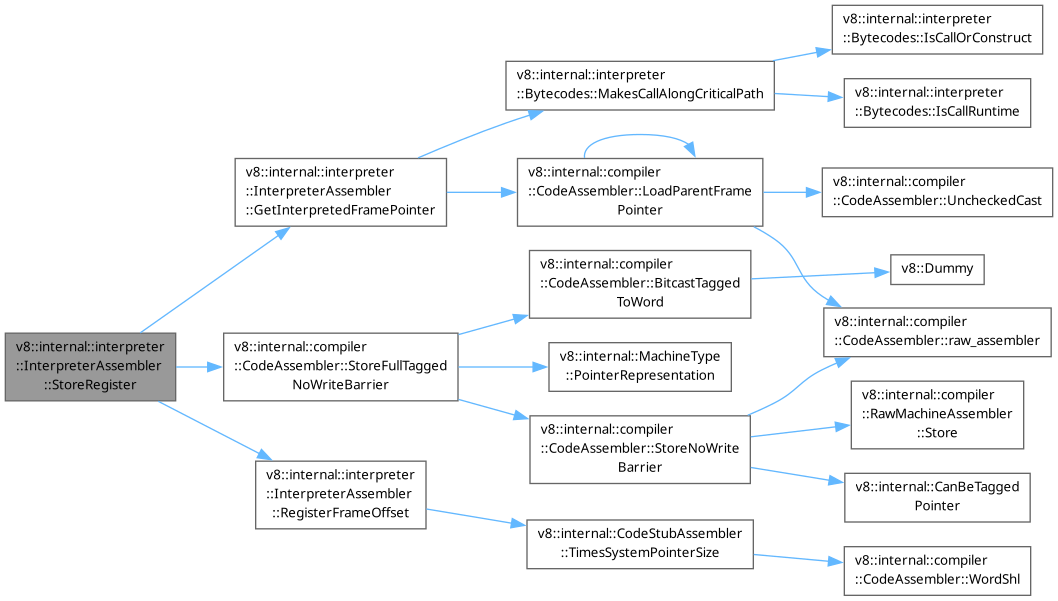 v8::internal::interpreter
::InterpreterAssembler
::StoreRegister
v8::internal::interpreter
::InterpreterAssembler
::GetInterpretedFramePointer
v8::internal::compiler
::CodeAssembler::StoreFullTagged
NoWriteBarrier
v8::internal::interpreter
::InterpreterAssembler
::RegisterFrameOffset
v8::internal::interpreter
::Bytecodes::MakesCallAlongCriticalPath
v8::internal::compiler
::CodeAssembler::LoadParentFrame
Pointer
v8::internal::compiler
::CodeAssembler::BitcastTagged
ToWord
v8::internal::MachineType
::PointerRepresentation
v8::internal::compiler
::CodeAssembler::StoreNoWrite
Barrier
v8::internal::CodeStubAssembler
::TimesSystemPointerSize
v8::internal::interpreter
::Bytecodes::IsCallOrConstruct
v8::internal::interpreter
::Bytecodes::IsCallRuntime
v8::internal::compiler
::CodeAssembler::UncheckedCast
v8::Dummy
v8::internal::compiler
::CodeAssembler::raw_assembler
v8::internal::compiler
::RawMachineAssembler
::Store
v8::internal::CanBeTagged
Pointer
v8::internal::compiler
::CodeAssembler::WordShl